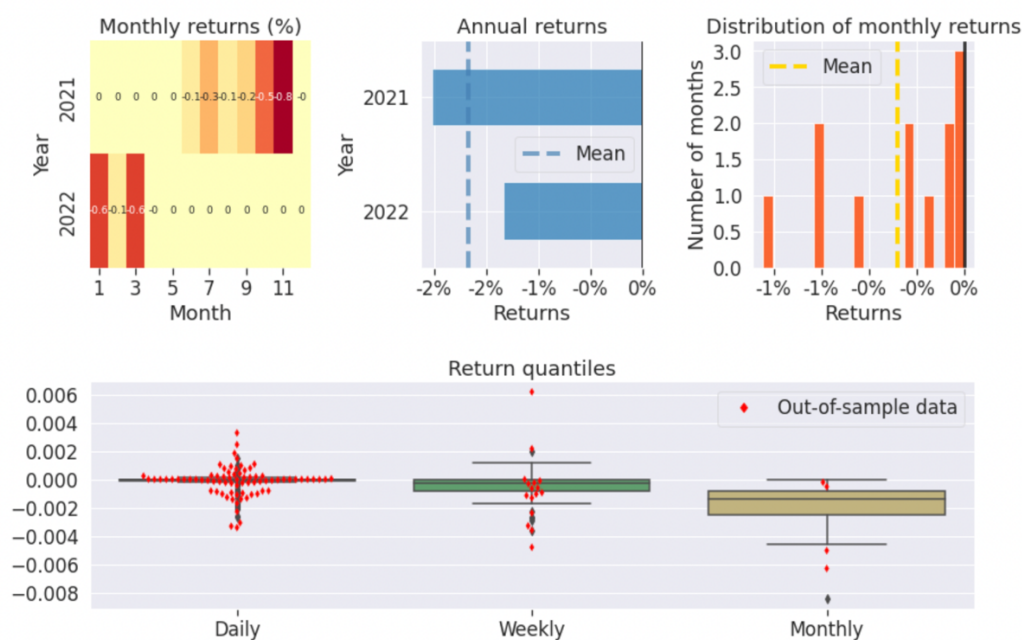 Monthly returns (%)
Year
2021
0 0 0 0 0 -0.1 -0.3 -0.1 -0.2 -0.5 -0.8 -0
2022
-0.6 -0.1 -0.6 -0 0 0 0 0 0 0 0 0
1 3 5 7 9 11
Month
Annual returns
Year
2021
2022
Mean
-2% -2% -1% -0% 0%
Returns
Distribution of monthly returns
Number of months
3.0
2.5
2.0
1.5
1.0
0.5
0.0
Mean
-1% -1% -0% -0% 0%
Returns
Return quantiles
0.006
0.004
0.002
0.000
−0.002
−0.004
−0.006
−0.008
Out-of-sample data
Daily Weekly Monthly